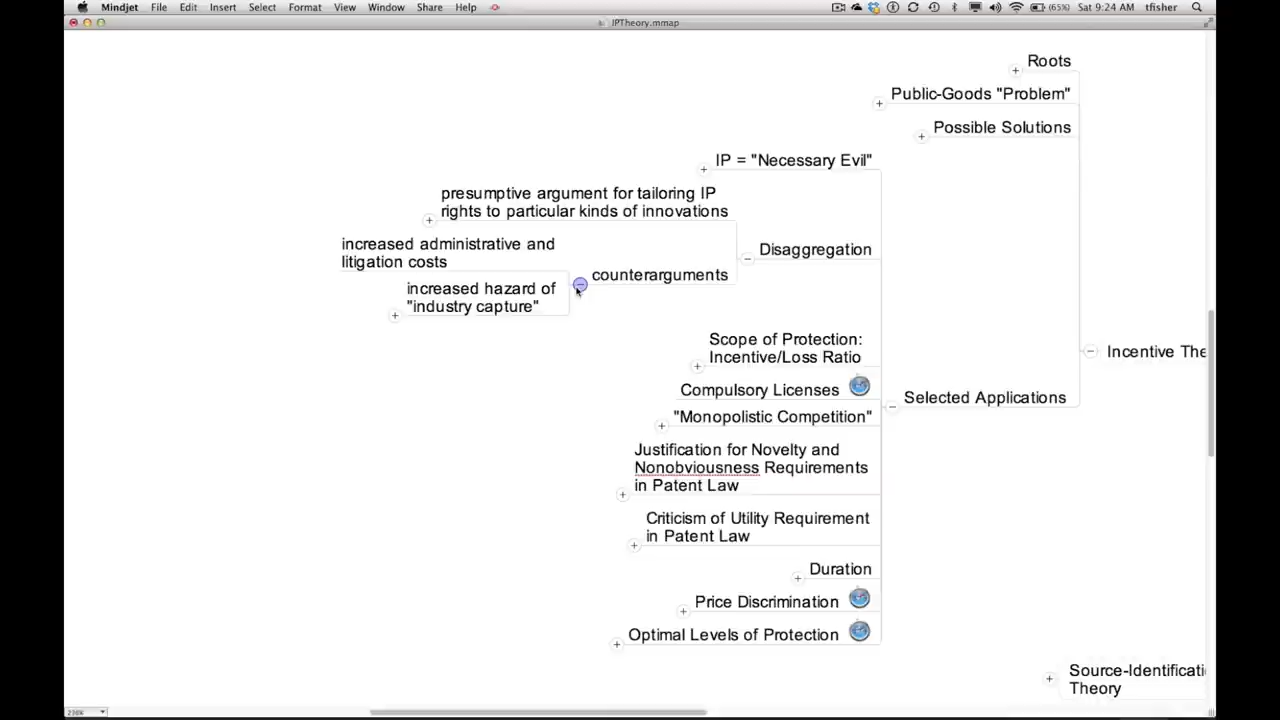 Mindjet File Edit Insert Select Format View Window Share Help (65%) Sat 9:24 AM tfisher
IPTheory.mmap
Roots
Public-Goods "Problem"
Possible Solutions
IP = "Necessary Evil"
presumptive argument for tailoring IP
rights to particular kinds of innovations
increased administrative and
litigation costs
Disaggregation
counterarguments
increased hazard of
"industry capture"
Scope of Protection:
Incentive/Loss Ratio
Incentive The
Compulsory Licenses
Selected Applications
"Monopolistic Competition"
Justification for Novelty and
Nonobviousness Requirements
in Patent Law
Criticism of Utility Requirement
in Patent Law
Duration
Price Discrimination
Optimal Levels of Protection
Source-Identificati
Theory